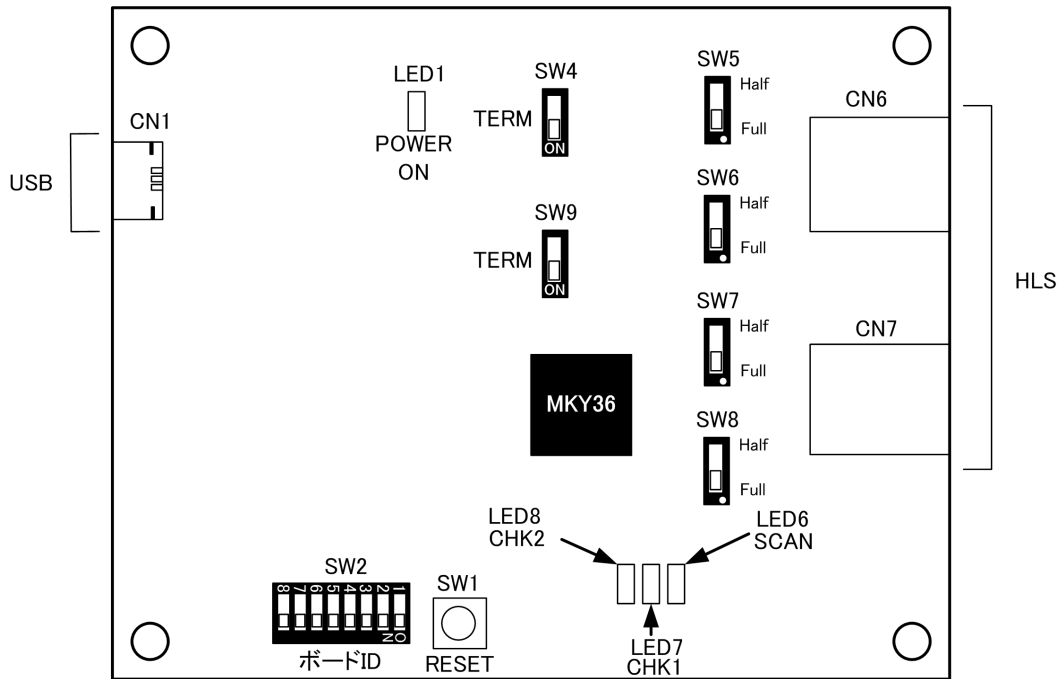 LED1
POWER
ON
SW4
TERM
ON
SW5
Half
Full
CN6
CN1
USB
SW6
Half
Full
SW9
TERM
ON
HLS
SW7
Half
Full
CN7
MKY36
SW8
Half
Full
LED8
CHK2
LED6
SCAN
SW2
8 7 6 5 4 3 2 1
ON
ボードID
SW1
RESET
LED7
CHK1